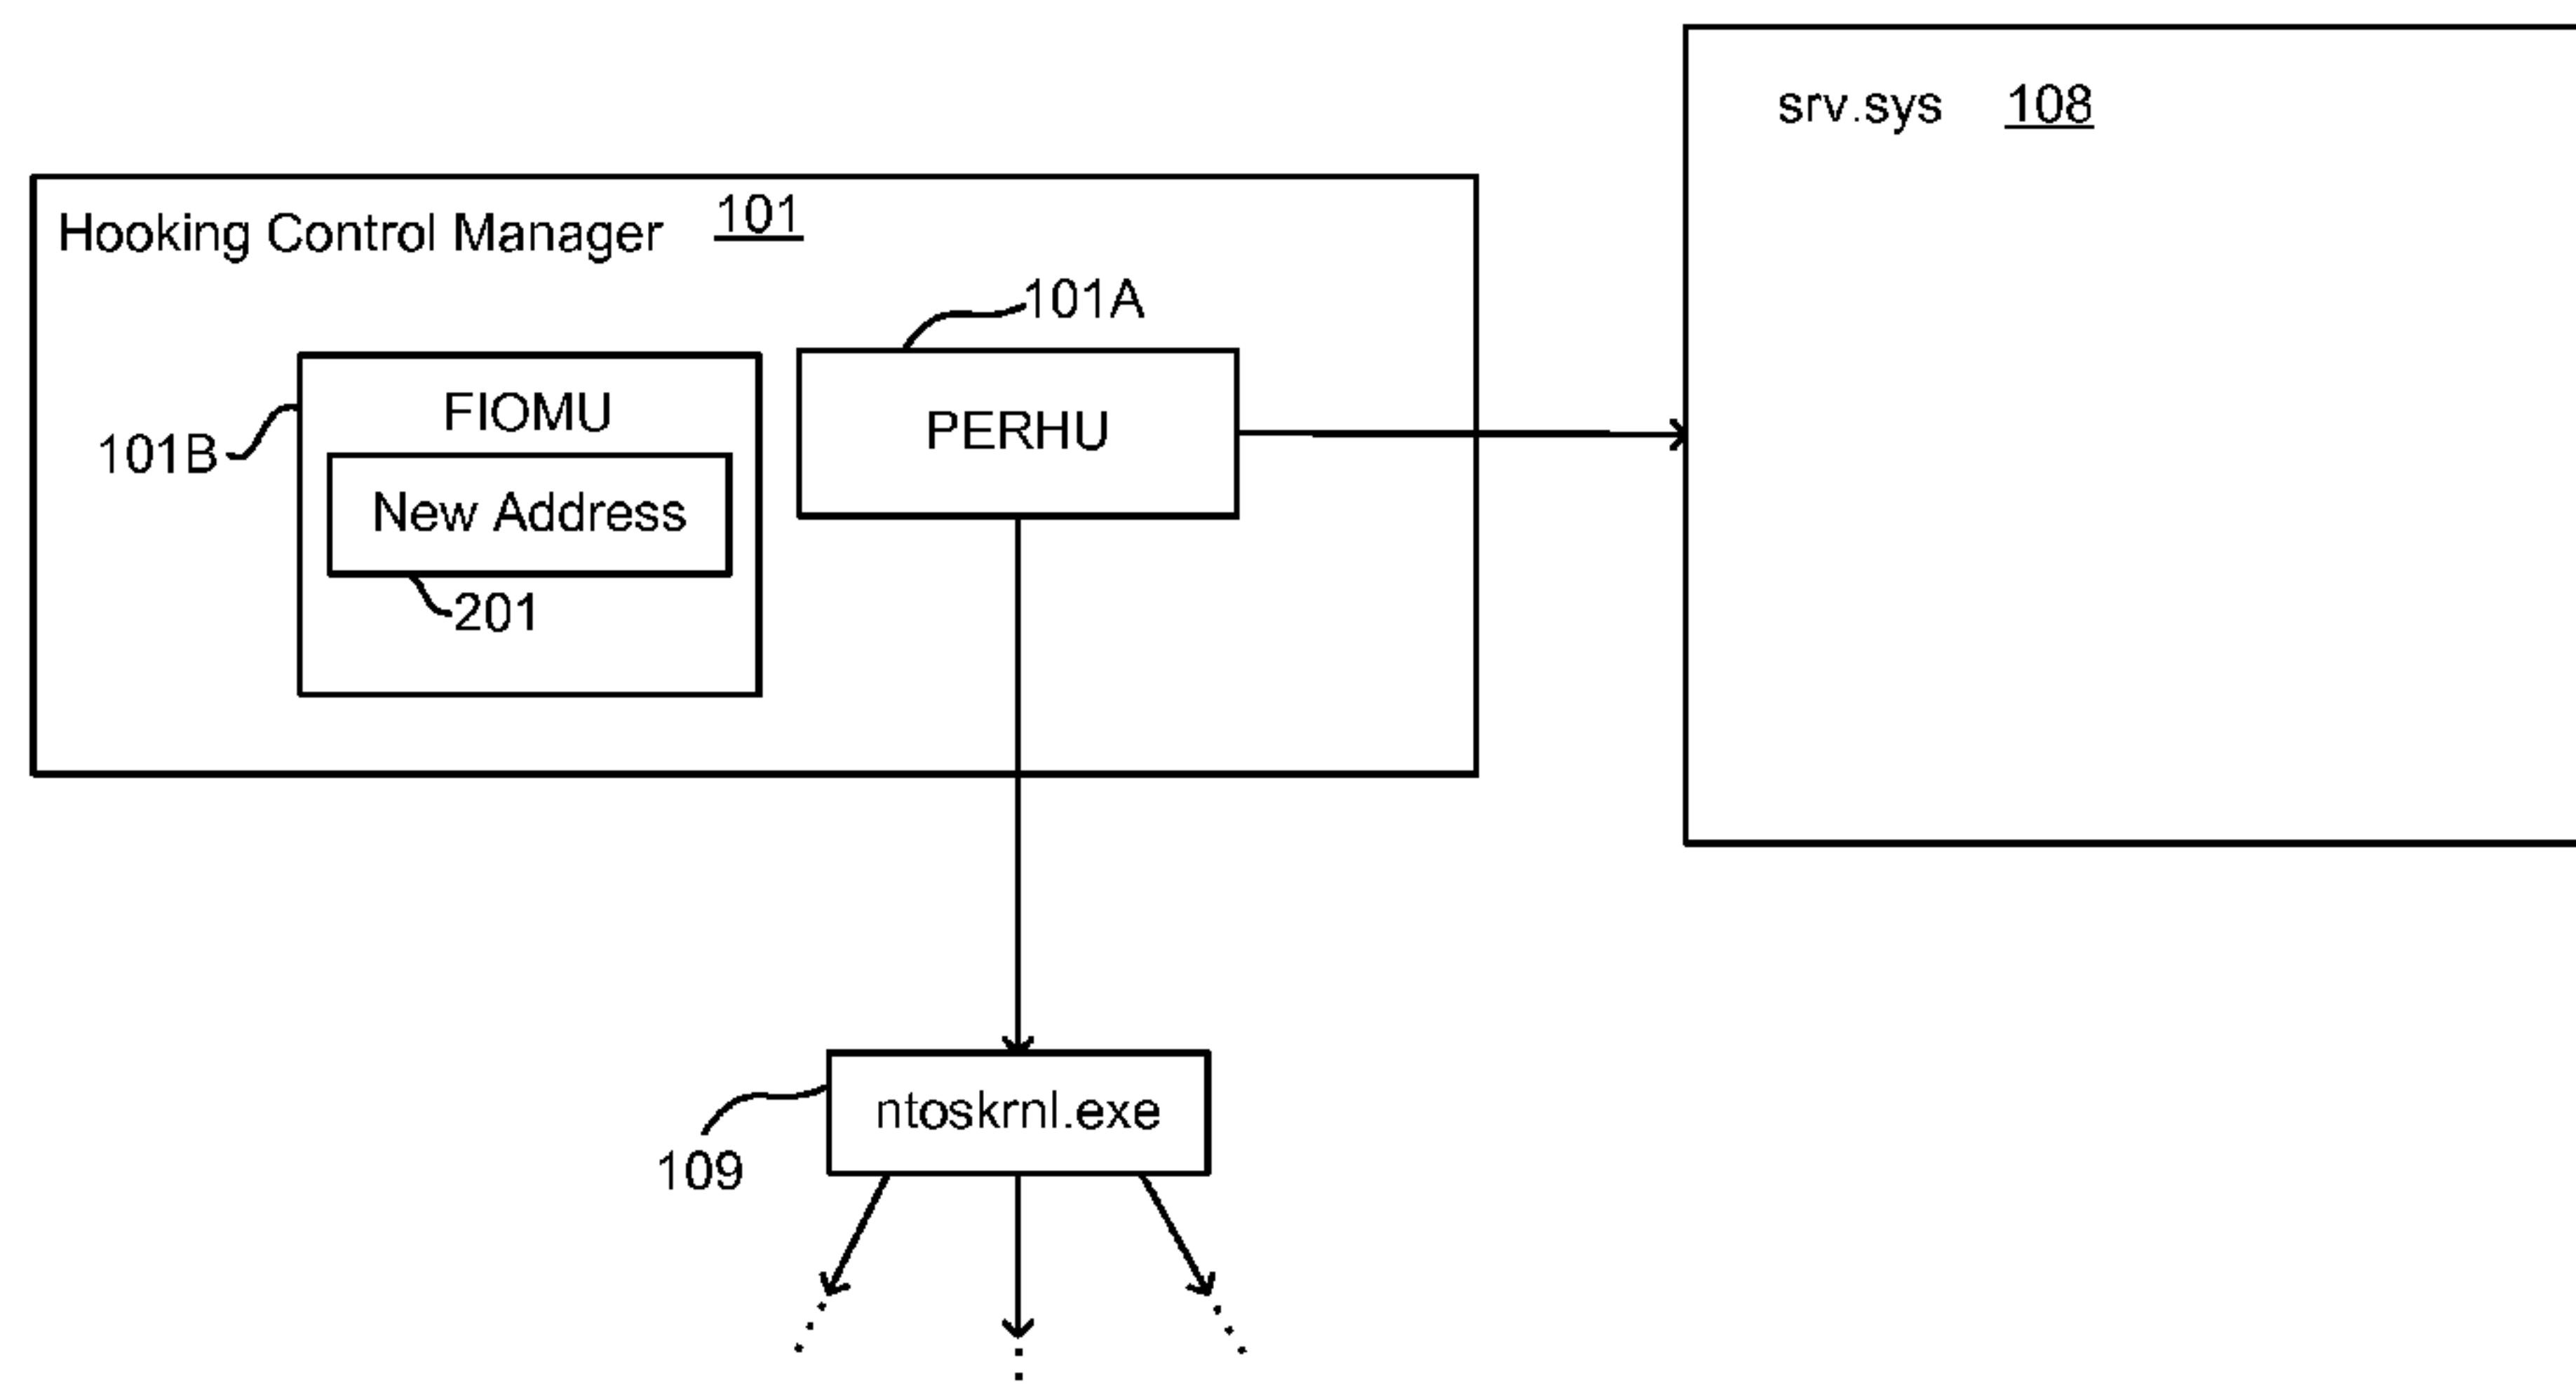 srv.sys 108
Hooking Control Manager 101
101A
FIOMU
PERHU
101B
New Address
201
ntoskrnl.exe
109